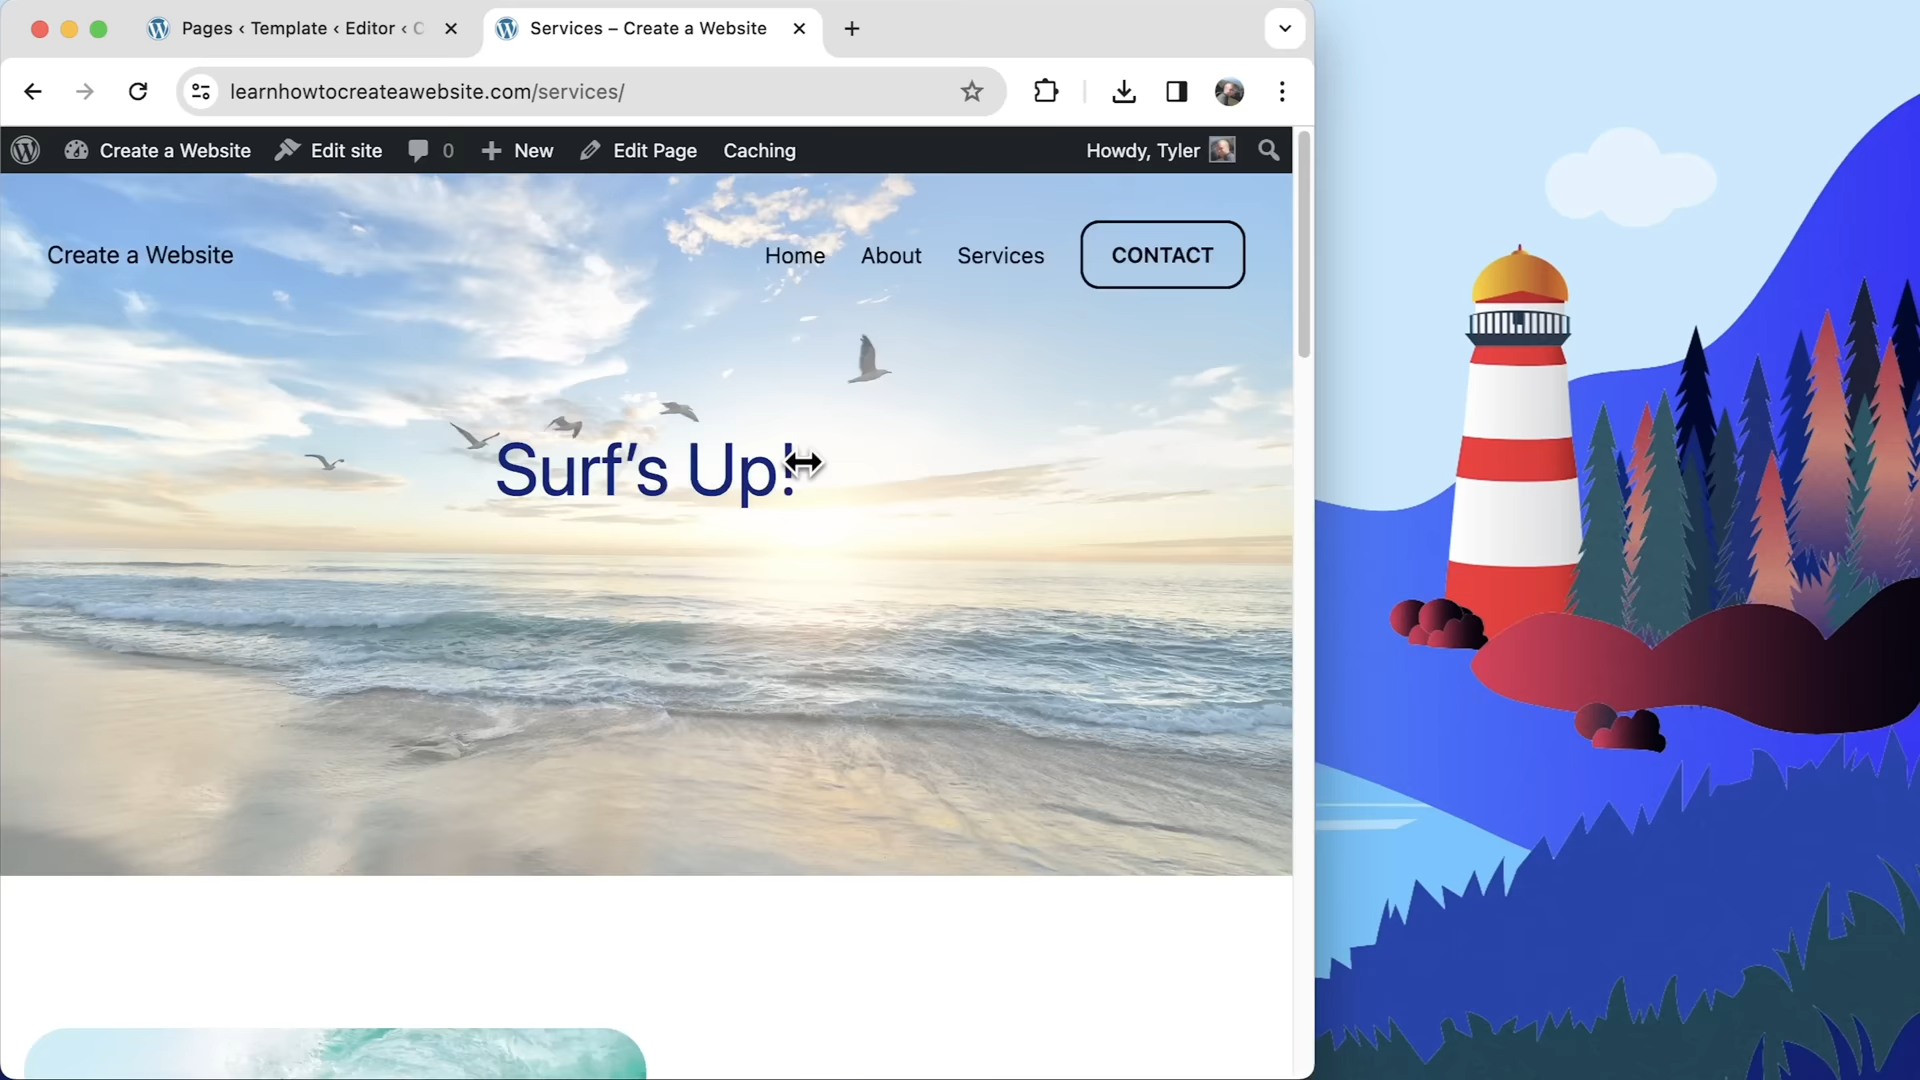 Pages ‹ Template ‹ Editor ‹ C
Services – Create a Website
learnhowtocreateawebsite.com/services/
Create a Website
Edit site
0
New
Edit Page
Caching
Howdy, Tyler
Create a Website
Home
About
Services
CONTACT
Surf’s Up!